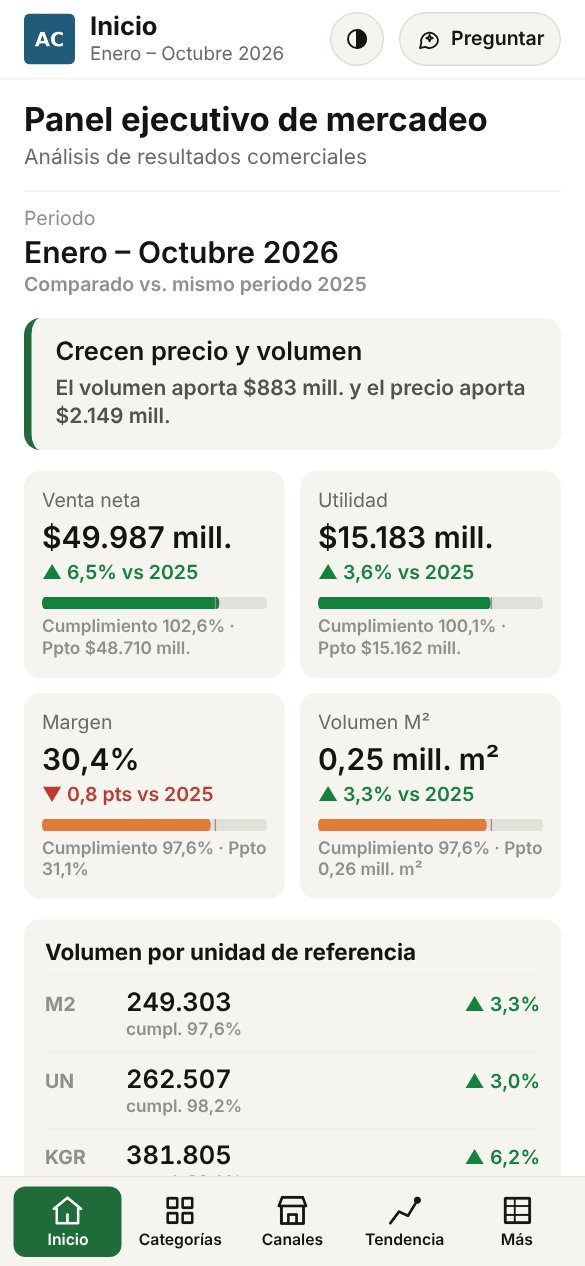 AC
Inicio
Enero – Octubre 2026
Preguntar
Panel ejecutivo de mercadeo
Análisis de resultados comerciales
Periodo
Enero – Octubre 2026
Comparado vs. mismo periodo 2025
Crecen precio y volumen
El volumen aporta $883 mill. y el precio aporta
$2.149 mill.
Venta neta
$49.987 mill.
▲ 6,5% vs 2025
Cumplimiento 102,6% ·
Ppto $48.710 mill.
Utilidad
$15.183 mill.
▲ 3,6% vs 2025
Cumplimiento 100,1% ·
Ppto $15.162 mill.
Margen
30,4%
▼ 0,8 pts vs 2025
Cumplimiento 97,6% · Ppto
31,1%
Volumen M²
0,25 mill. m²
▲ 3,3% vs 2025
Cumplimiento 97,6% · Ppto
0,26 mill. m²
Volumen por unidad de referencia
M2 249.303 ▲ 3,3%
cumpl. 97,6%
UN 262.507 ▲ 3,0%
cumpl. 98,2%
KGR 381.805 ▲ 6,2%
Inicio
Categorías
Canales
Tendencia
Más